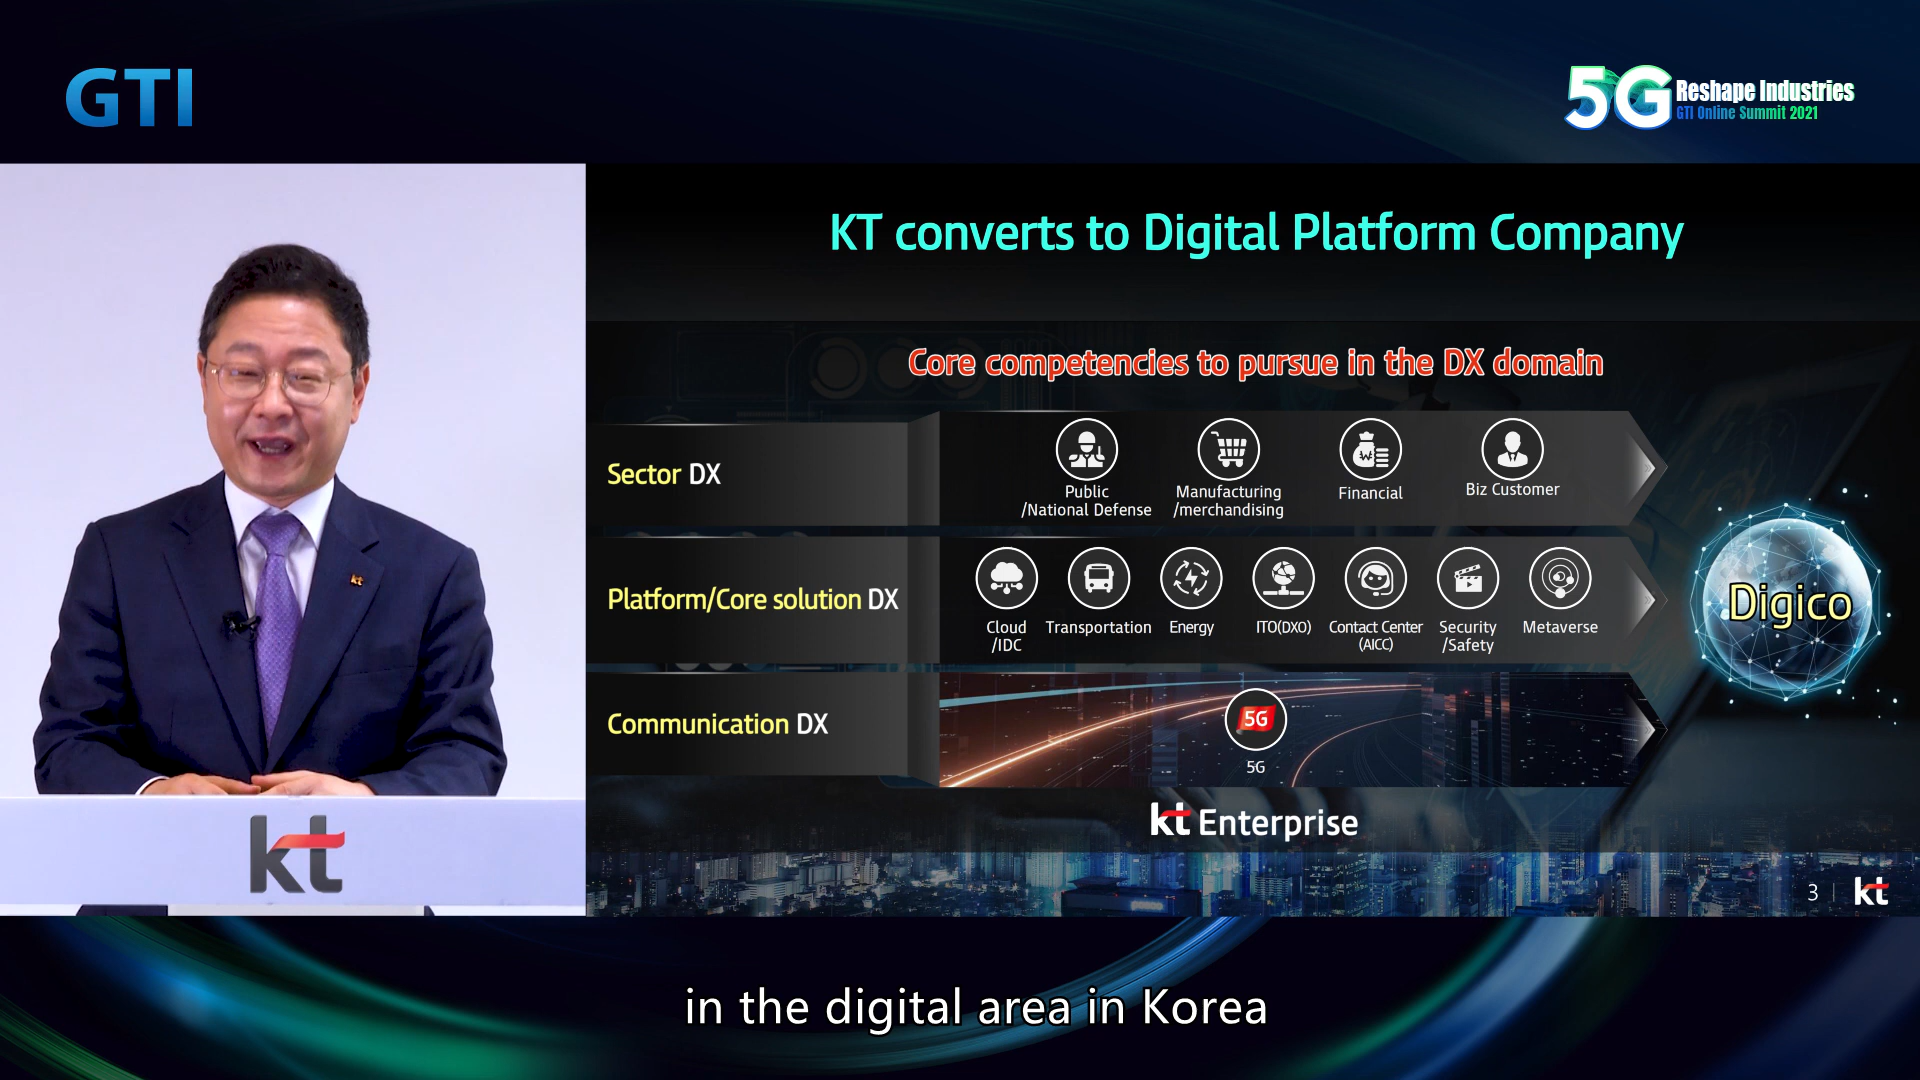 GTI
5G
Reshape Industries
GTI Online Summit 2021
KT converts to Digital Platform Company
Core competencies to pursue in the DX domain
Sector DX
Public
/National Defense
Manufacturing
/merchandising
Financial
Biz Customer
Platform/Core solution DX
Cloud
/IDC
Transportation
Energy
ITO(DXO)
Contact Center
(AICC)
Security
/Safety
Metaverse
Communication DX
5G
5G
Digico
kt Enterprise
kt
kt
3 | kt
in the digital area in Korea